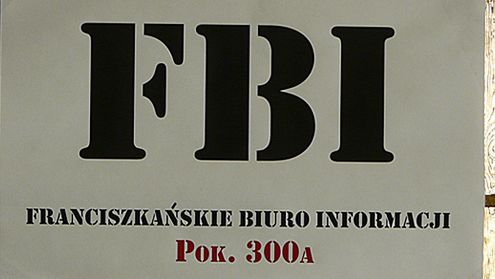 FBI
FRANCISZKAŃSKIE BIURO INFORMACJI
POK. 300A